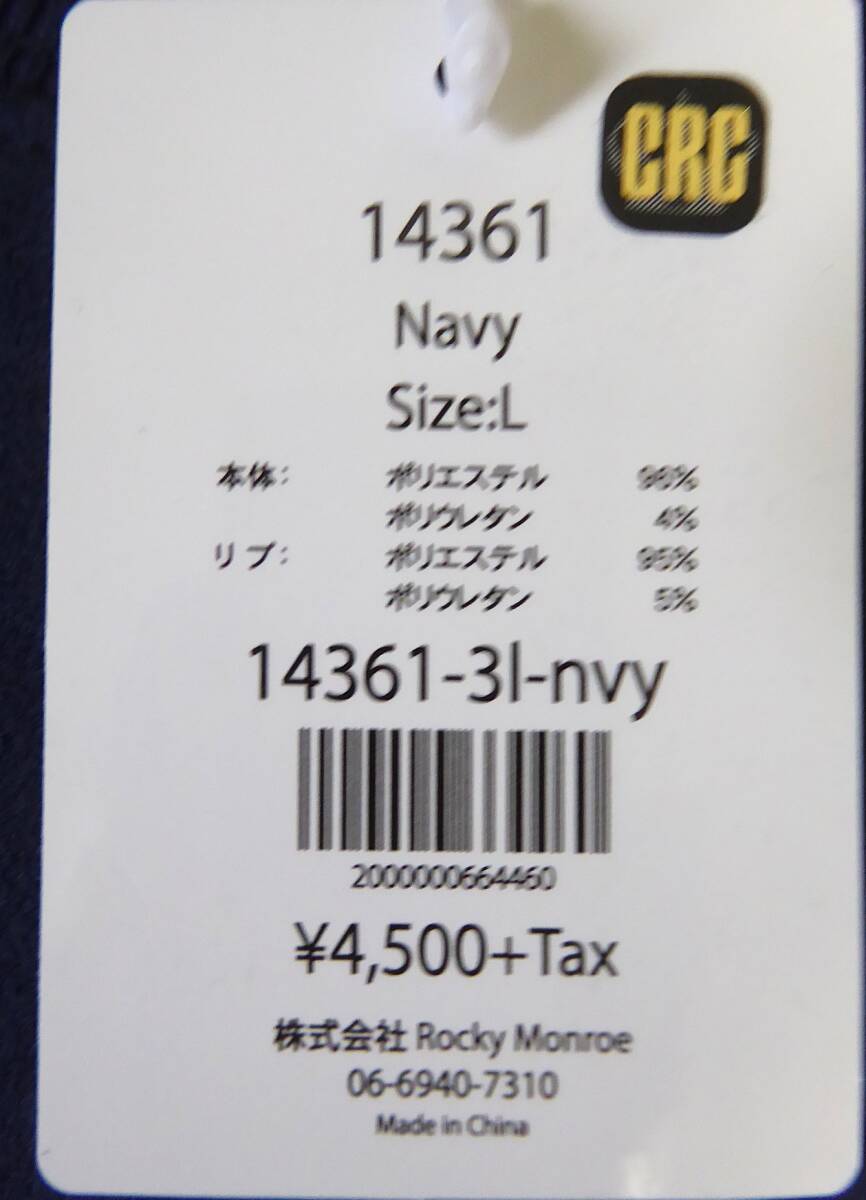 CRC
14361
Navy
Size:L
本体: ポリエステル 96%
ポリウレタン 4%
リブ: ポリエステル 95%
ポリウレタン 5%
14361-3l-nvy
2000000664460
¥4,500+Tax
株式会社 Rocky Monroe
06-6940-7310
Made in China